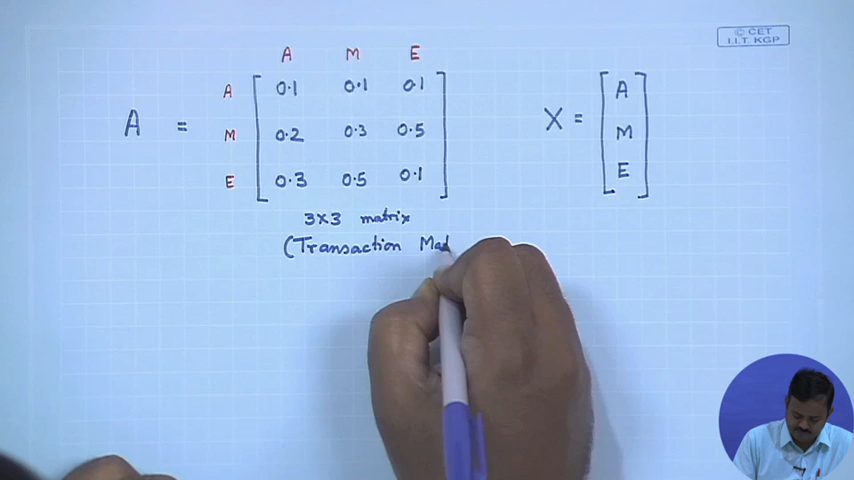 © CET
I.I.T. KGP
A M E
A = A 0.1 0.1 0.1
M 0.2 0.3 0.5
E 0.3 0.5 0.1
X = A
M
E
3×3 matrix
(Transaction Mat